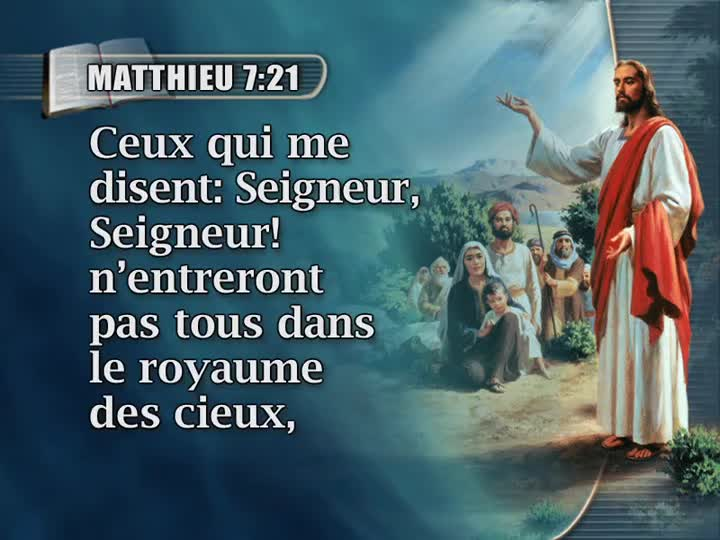 MATTHIEU 7:21
Ceux qui me
disent: Seigneur,
Seigneur!
n’entreront
pas tous dans
le royaume
des cieux,